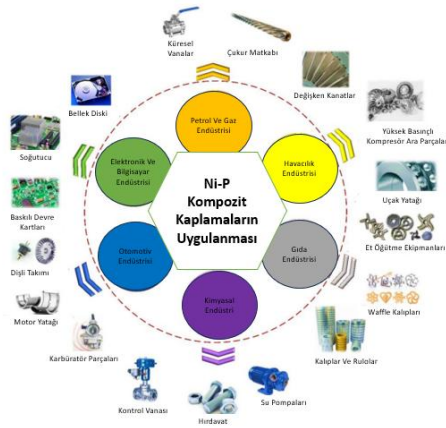 Küresel
Vanalar
Çukur Matkabı
Değişken Kanatlar
Yüksek Basınçlı
Kompresör Ara Parçaları
Uçak Yatağı
Et Öğütme Ekipmanları
Waffle Kalıpları
Kalıplar Ve Rulolar
Su Pompaları
Hırdavat
Kontrol Vanası
Karbüratör Parçaları
Motor Yatağı
Dişli Takımı
Baskılı Devre
Kartları
Soğutucu
Bellek Diski
Petrol Ve Gaz
Endüstrisi
Havacılık
Endüstrisi
Gıda
Endüstrisi
Kimyasal
Endüstri
Otomotiv
Endüstrisi
Elektronik Ve
Bilgisayar
Endüstrisi
Ni-P
Kompozit
Kaplamaların
Uygulanması